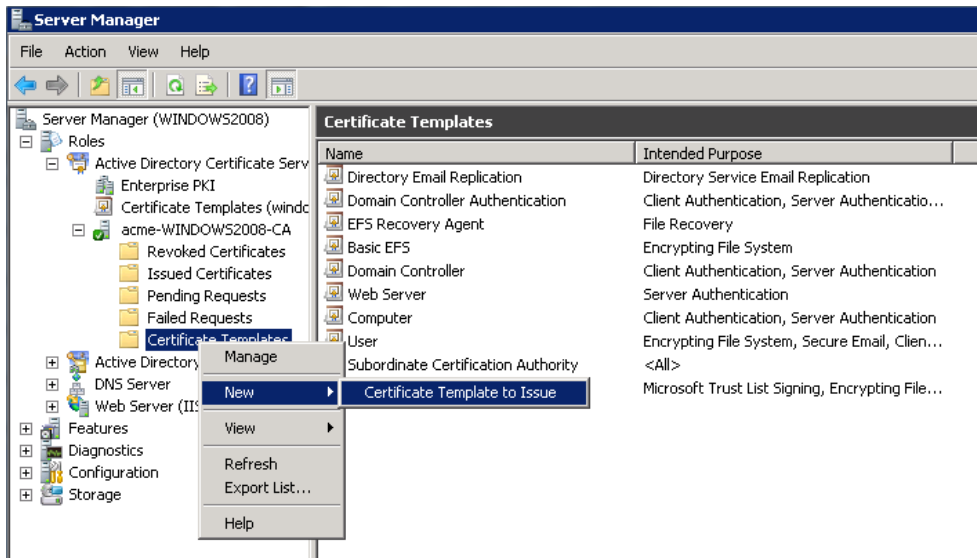 Server Manager
File Action View Help
Server Manager (WINDOWS2008)
Roles
Active Directory Certificate Serv
Enterprise PKI
Certificate Templates (windc
acme-WINDOWS2008-CA
Revoked Certificates
Issued Certificates
Pending Requests
Failed Requests
Certificate Templates
Active Directory
DNS Server
Web Server (IIS
Features
Diagnostics
Configuration
Storage
Manage
New
View
Refresh
Export List...
Help
Certificate Template to Issue
Certificate Templates
Name Intended Purpose
Directory Email Replication Directory Service Email Replication
Domain Controller Authentication Client Authentication, Server Authenticatio...
EFS Recovery Agent File Recovery
Basic EFS Encrypting File System
Domain Controller Client Authentication, Server Authentication
Web Server Server Authentication
Computer Client Authentication, Server Authentication
User Encrypting File System, Secure Email, Clien...
Subordinate Certification Authority <All>
Microsoft Trust List Signing, Encrypting File...